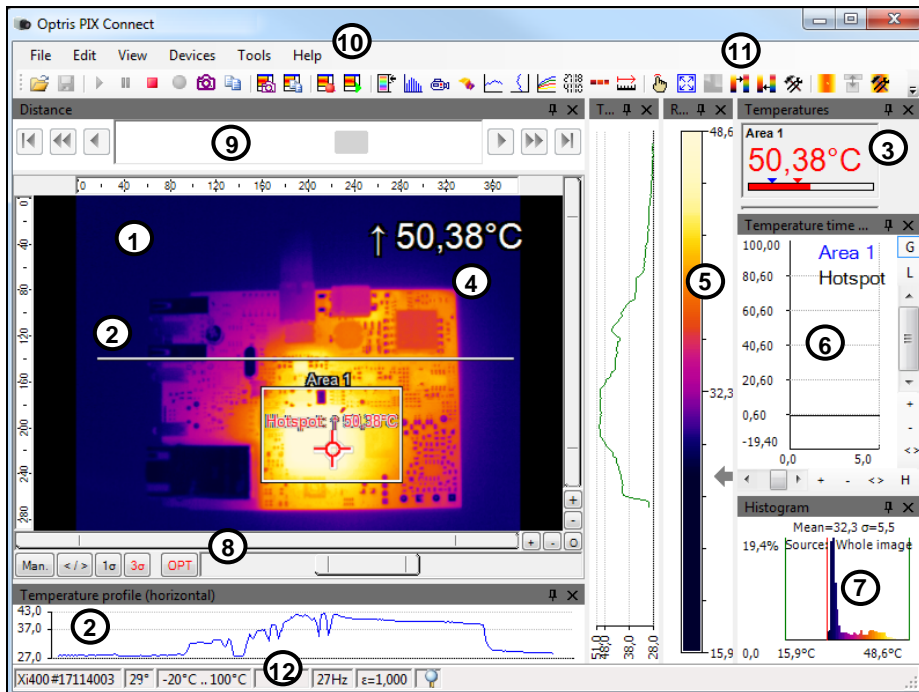 Optris PIX Connect
File Edit View Devices Tools Help
10
11
Distance
T...
R...
Temperatures
9
48,6
Area 1
50,38°C
3
0 40 80 120 160 200 240 280 320 360
0 40 80 120 160 200 240 280
1
↑ 50,38°C
4
2
Area 1
Hotspot: ↑ 50,38°C
5
32,3
15,9
51,0 48,0 38,0 28,0
Temperature time ...
100,00
80,60
60,60
40,60
20,60
0,60
-19,40
0,0 5,0
Area 1
Hotspot
6
G
L
+
-
<>
+ - <> H
Histogram
Mean=32,3 σ=5,5
19,4% Source: Whole image
7
0,0 15,9°C 48,6°C
+
-
+ - O
8
Man. </> 1σ 3σ OPT
Temperature profile (horizontal)
43,0
37,0
27,0
2
12
Xi400#17114003 29° -20°C .. 100°C 27Hz ε=1,000